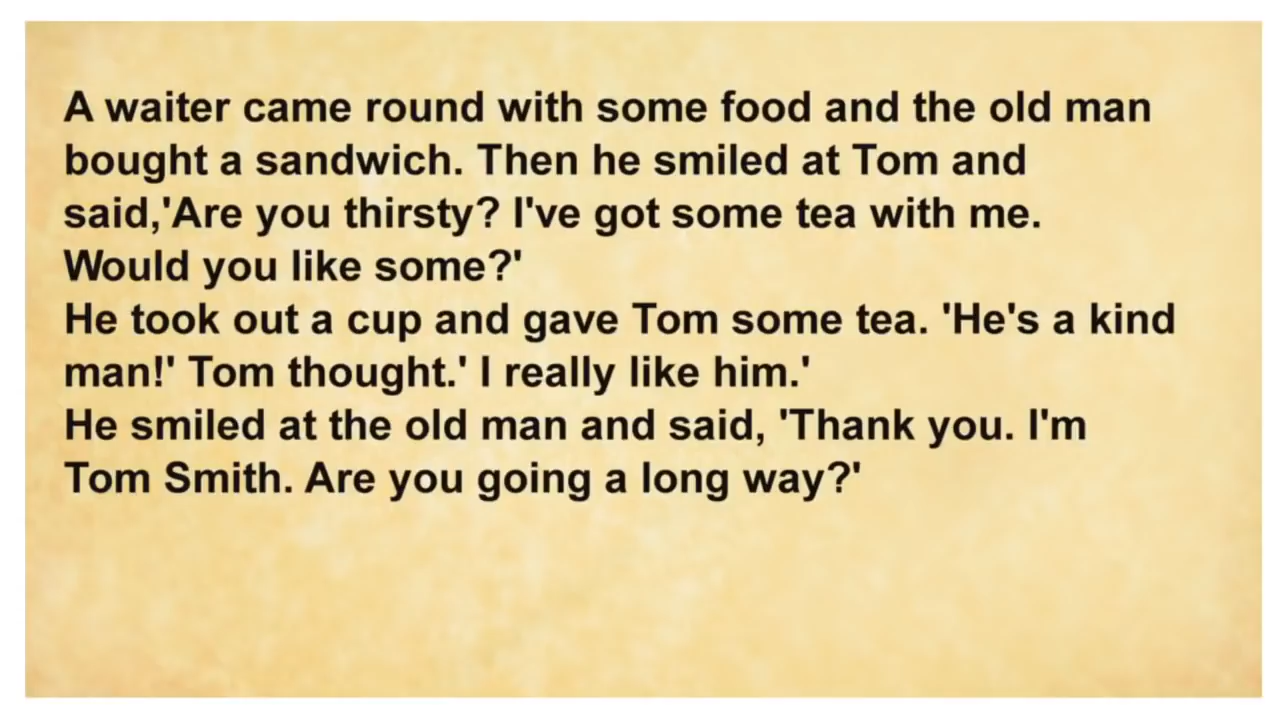 A waiter came round with some food and the old man
bought a sandwich. Then he smiled at Tom and
said,'Are you thirsty? I've got some tea with me.
Would you like some?'
He took out a cup and gave Tom some tea. 'He's a kind
man!' Tom thought.' I really like him.'
He smiled at the old man and said, 'Thank you. I'm
Tom Smith. Are you going a long way?'